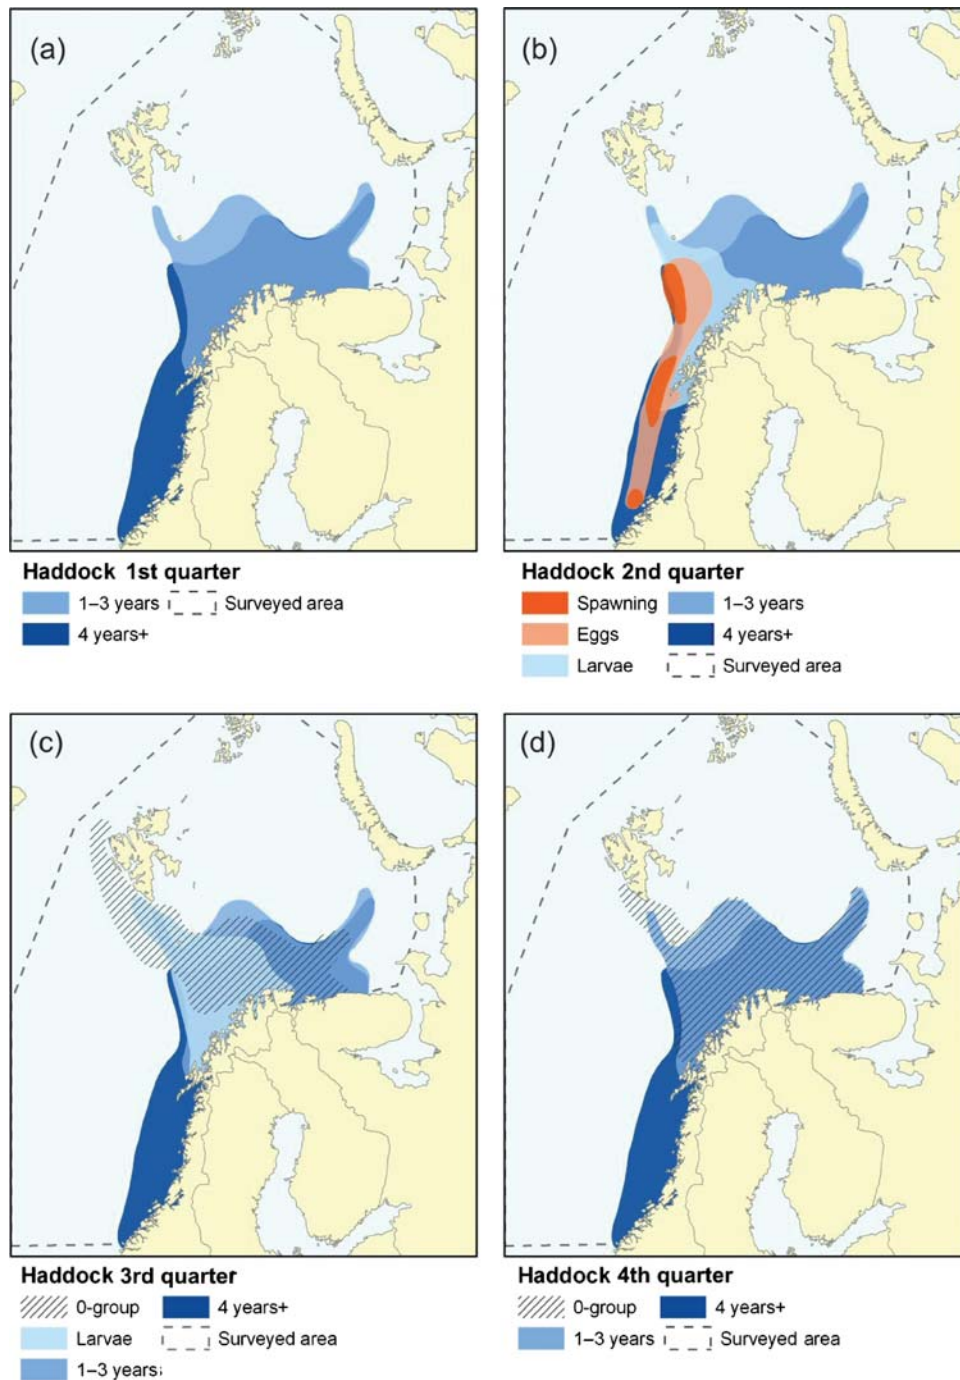 (a)
(b)
Haddock 1st quarter
1–3 years Surveyed area
4 years+
Haddock 2nd quarter
Spawning 1–3 years
Eggs 4 years+
Larvae Surveyed area
(c)
(d)
Haddock 3rd quarter
0-group 4 years+
Larvae Surveyed area
1–3 years
Haddock 4th quarter
0-group 4 years+
1–3 years Surveyed area